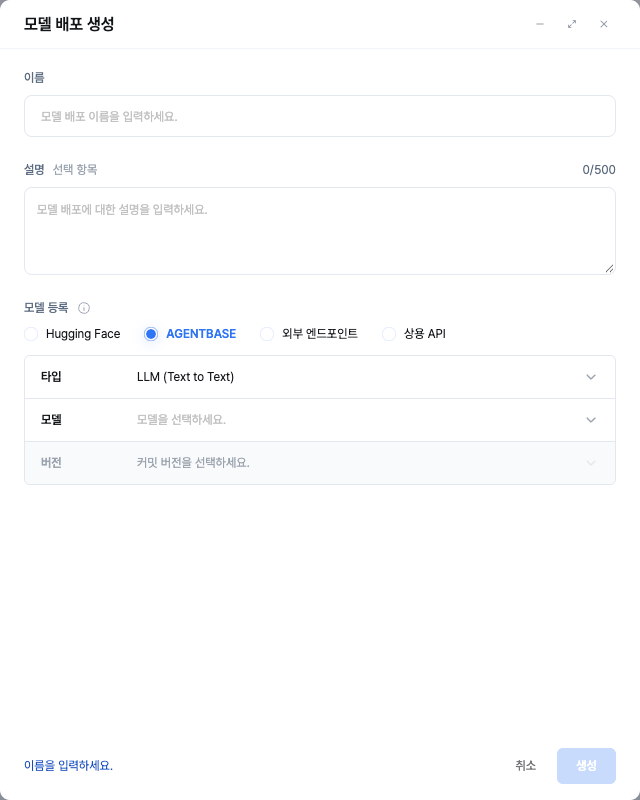 모델 배포 생성
이름
모델 배포 이름을 입력하세요.
설명 선택 항목 0/500
모델 배포에 대한 설명을 입력하세요.
모델 등록
Hugging Face AGENTBASE 외부 엔드포인트 상용 API
타입 LLM (Text to Text)
모델 모델을 선택하세요.
버전 커밋 버전을 선택하세요.
이름을 입력하세요. 취소 생성